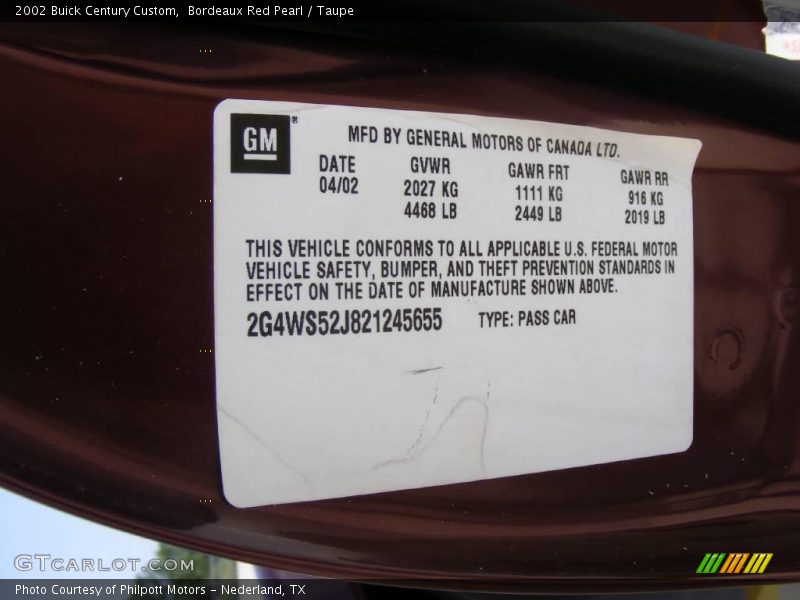 2002 Buick Century Custom,  Bordeaux Red Pearl / Taupe
GM®
MFD BY GENERAL MOTORS OF CANADA LTD.
DATE GVWR GAWR FRT GAWR RR
04/02 2027 KG 1111 KG 916 KG
4468 LB 2449 LB 2019 LB
THIS VEHICLE CONFORMS TO ALL APPLICABLE U.S. FEDERAL MOTOR
VEHICLE SAFETY, BUMPER, AND THEFT PREVENTION STANDARDS IN
EFFECT ON THE DATE OF MANUFACTURE SHOWN ABOVE.
2G4WS52J821245655 TYPE: PASS CAR
GTcarlot.com
Photo Courtesy of Philpott Motors - Nederland, TX